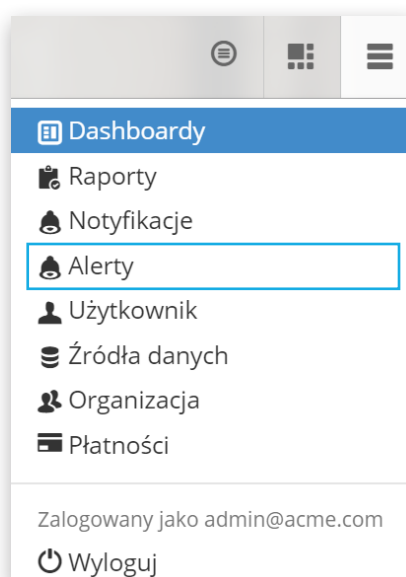 Dashboardy
Raporty
Notyfikacje
Alerty
Użytkownik
Źródła danych
Organizacja
Płatności
Zalogowany jako admin@acme.com
Wyloguj